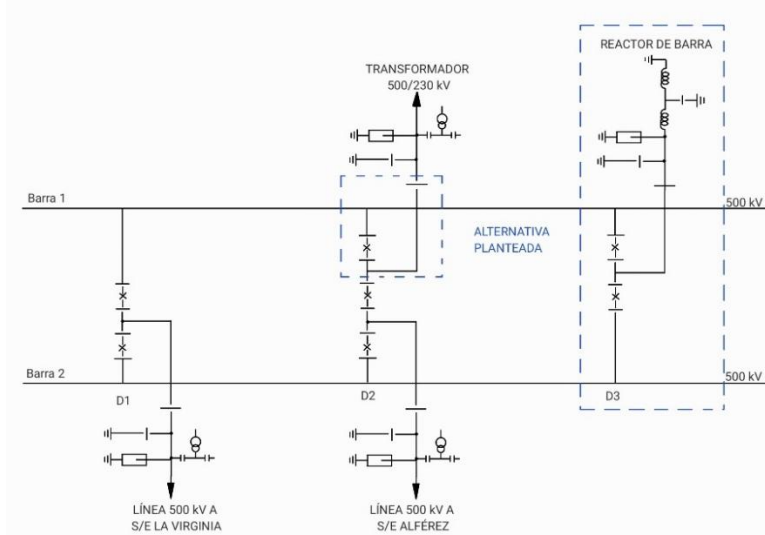 REACTOR DE BARRA
TRANSFORMADOR
500/230 kV
Barra 1
500 kV
ALTERNATIVA
PLANTEADA
Barra 2
500 kV
D1
D2
D3
LÍNEA 500 kV A
S/E LA VIRGINIA
LÍNEA 500 kV A
S/E ALFÉREZ